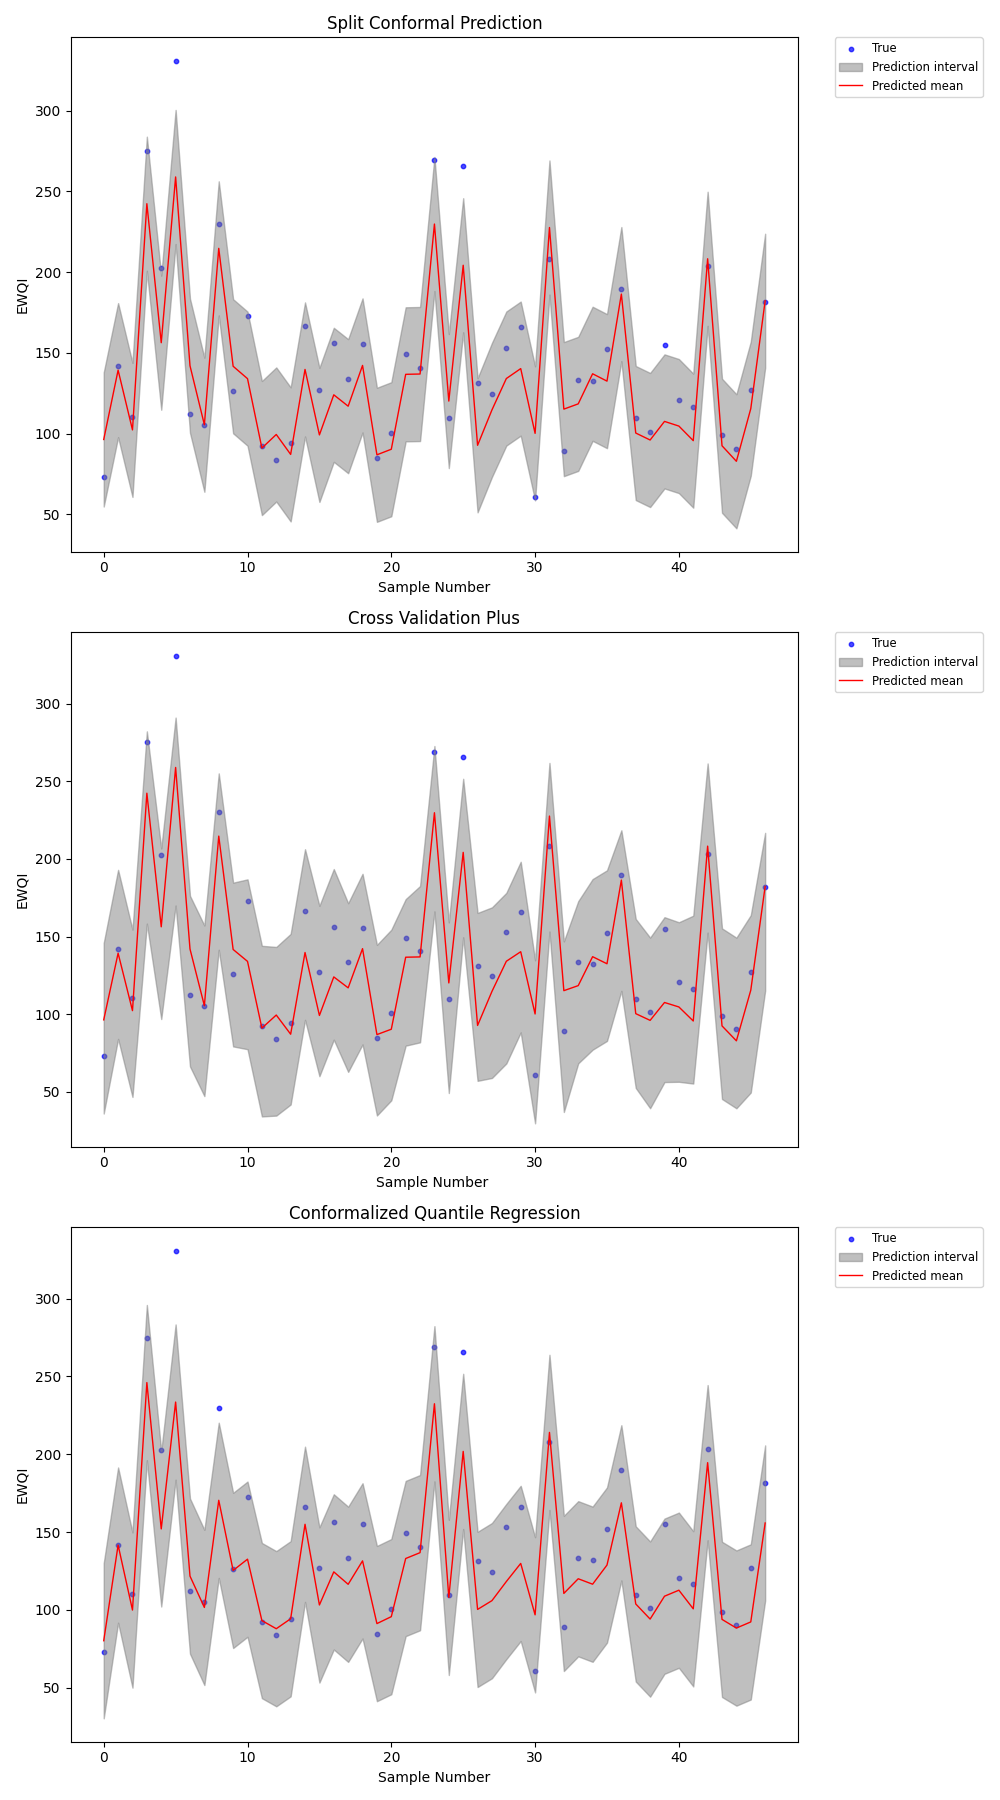 Split Conformal Prediction
True
Prediction interval
Predicted mean
EWQI
300
250
200
150
100
50
0 10 20 30 40
Sample Number
Cross Validation Plus
True
Prediction interval
Predicted mean
EWQI
300
250
200
150
100
50
0 10 20 30 40
Sample Number
Conformalized Quantile Regression
True
Prediction interval
Predicted mean
EWQI
300
250
200
150
100
50
0 10 20 30 40
Sample Number